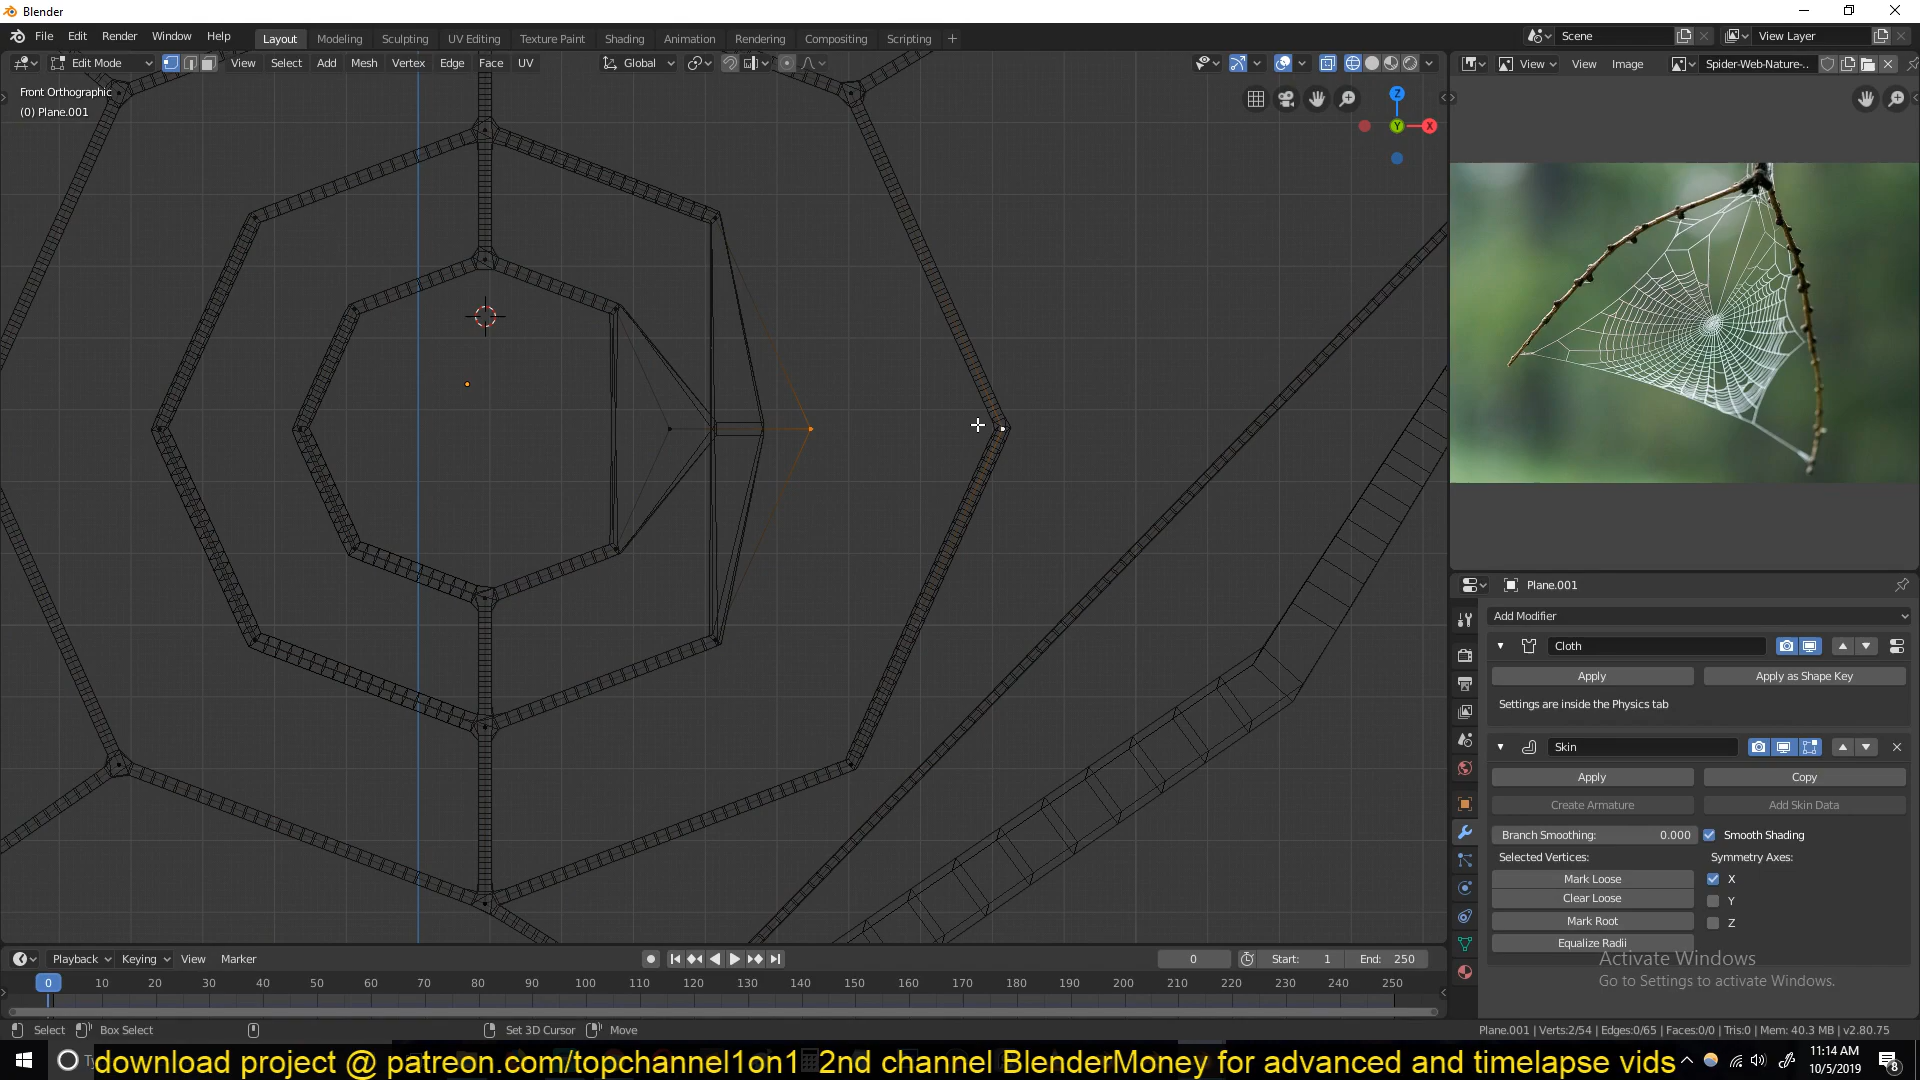 Blender
File Edit Render Window Help
Layout Modeling Sculpting UV Editing Texture Paint Shading Animation Rendering Compositing Scripting +
Scene
View Layer
Edit Mode
View Select Add Mesh Vertex Edge Face UV
Global
View
View Image
Spider-Web-Nature-..
Front Orthographic
(0) Plane.001
Z
Y
X
Plane.001
Add Modifier
Cloth
Apply
Apply as Shape Key
Settings are inside the Physics tab
Skin
Apply
Copy
Create Armature
Add Skin Data
Branch Smoothing: 0.000
Smooth Shading
Selected Vertices:
Symmetry Axes:
Mark Loose
X
Clear Loose
Y
Mark Root
Z
Equalize Radii
Activate Windows
Go to Settings to activate Windows.
Playback Keying View Marker
0
Start: 1
End: 250
0 10 20 30 40 50 60 70 80 90 100 110 120 130 140 150 160 170 180 190 200 210 220 230 240 250
Select
Box Select
Set 3D Cursor
Move
Plane.001 | Verts:2/54 | Edges:0/65 | Faces:0/0 | Tris:0 | Mem: 40.3 MB | v2.80.75
download project @ patreon.com/topchannel1on1 2nd channel BlenderMoney for advanced and timelapse vids
11:14 AM
10/5/2019
8